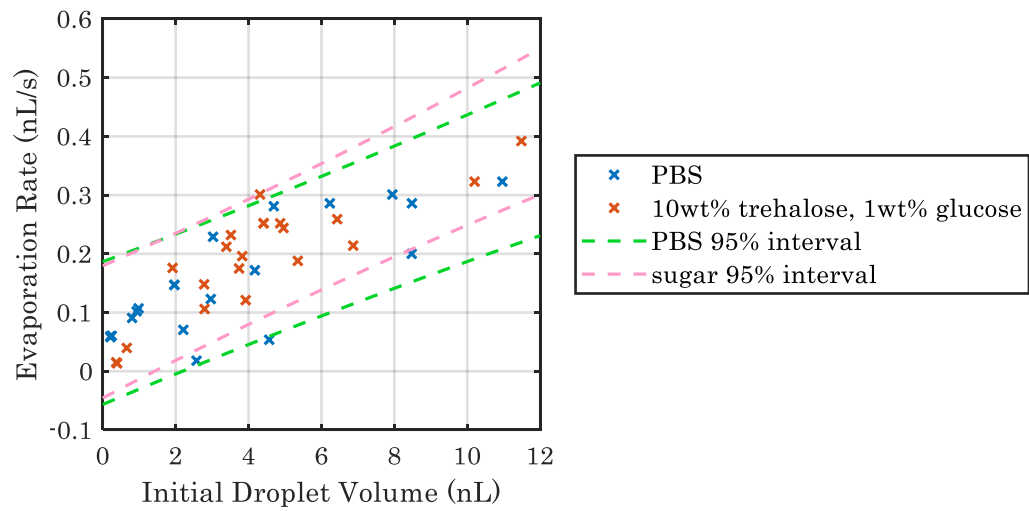 0.6
0.5
0.4
0.3
0.2
0.1
0
-0.1
Evaporation Rate (nL/s)
0 2 4 6 8 10 12
Initial Droplet Volume (nL)
PBS
10wt% trehalose, 1wt% glucose
PBS 95% interval
sugar 95% interval